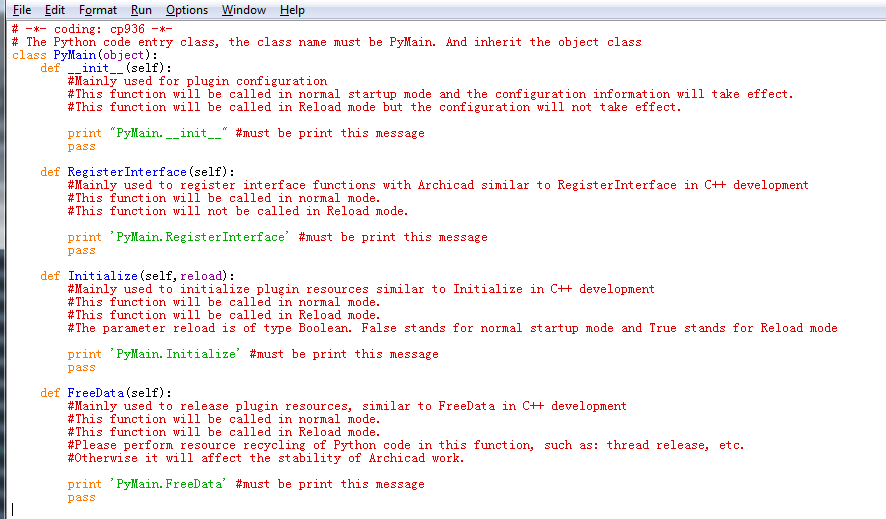 File Edit Format Run Options Window Help
# -*- coding: cp936 -*-
# The Python code entry class, the class name must be PyMain. And inherit the object class
class PyMain(object):
    def __init__(self):
        #Mainly used for plugin configuration
        #This function will be called in normal startup mode and the configuration information will take effect.
        #This function will be called in Reload mode but the configuration will not take effect.
        print "PyMain.__init__" #must be print this message
        pass
    def RegisterInterface(self):
        #Mainly used to register interface functions with Archicad similar to RegisterInterface in C++ development
        #This function will be called in normal mode.
        #This function will not be called in Reload mode.
        print 'PyMain.RegisterInterface' #must be print this message
        pass
    def Initialize(self,reload):
        #Mainly used to initialize plugin resources similar to Initialize in C++ development
        #This function will be called in normal mode.
        #This function will be called in Reload mode.
        #The parameter reload is of type Boolean. False stands for normal startup mode and True stands for Reload mode
        print 'PyMain.Initialize' #must be print this message
        pass
    def FreeData(self):
        #Mainly used to release plugin resources, similar to FreeData in C++ development
        #This function will be called in normal mode.
        #This function will be called in Reload mode.
        #Please perform resource recycling of Python code in this function, such as: thread release, etc.
        #Otherwise it will affect the stability of Archicad work.
        print 'PyMain.FreeData' #must be print this message
        pass